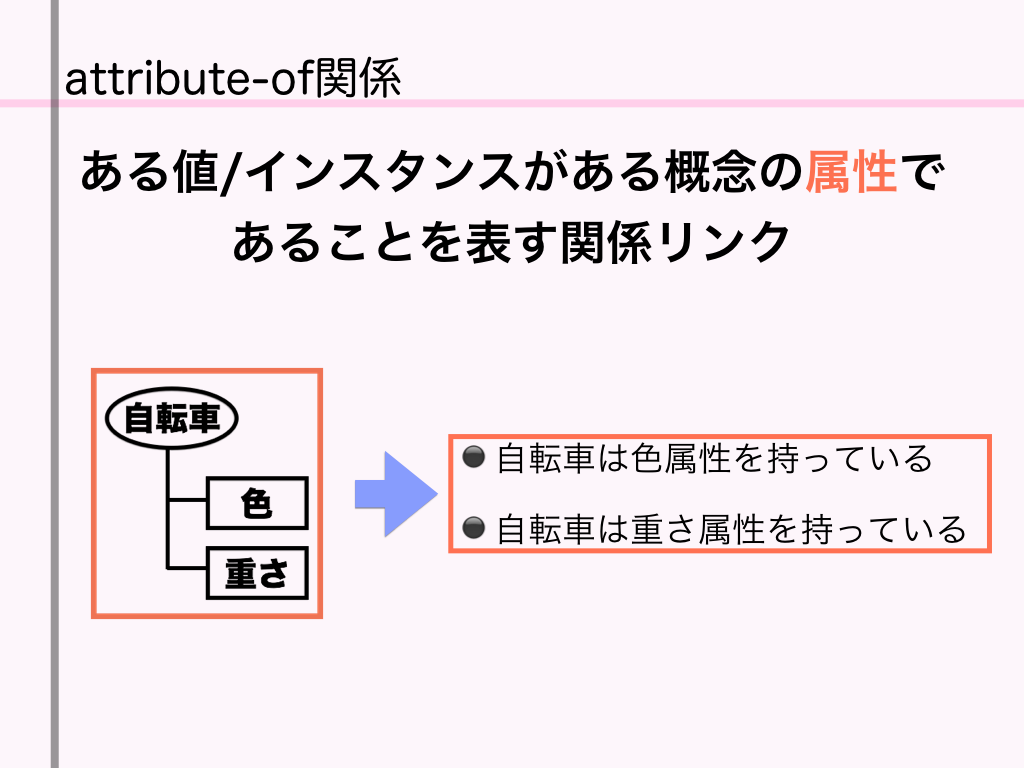 attribute-of関係
ある値/インスタンスがある概念の属性で
あることを表す関係リンク
自転車
色
重さ
自転車は色属性を持っている
自転車は重さ属性を持っている